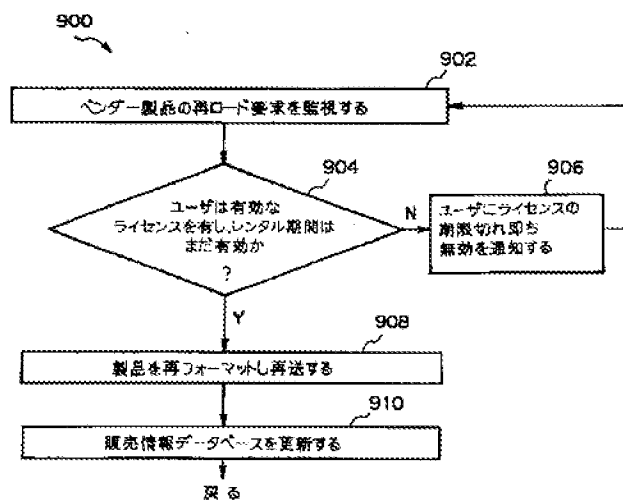 900
902
ベンダー製品の再ロード要求を監視する
904
ユーザは有効な
ライセンスを有し、レンタル期間は
まだ有効か
?
N
906
ユーザにライセンスの
期限切れ即ち
無効を通知する
Y
908
製品を再フォーマットし再送する
910
販売情報データベースを更新する
戻る